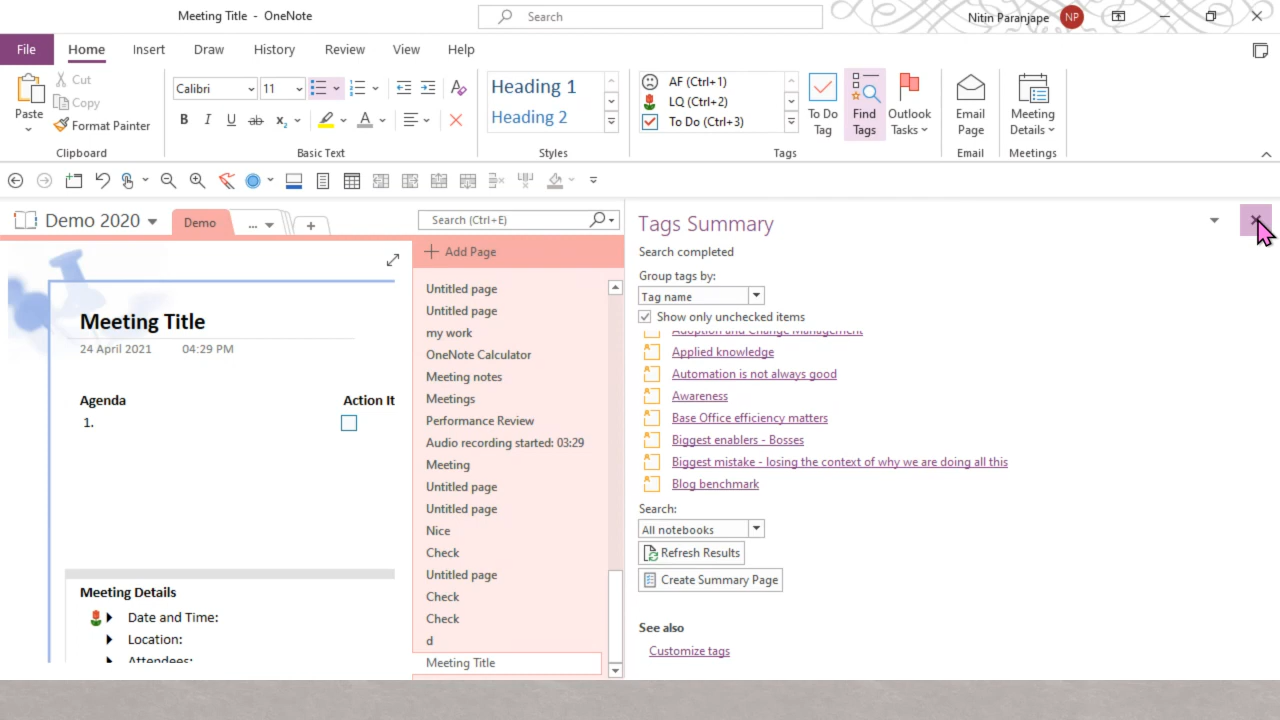 Meeting Title - OneNote
Search
Nitin Paranjape
NP
File
Home
Insert
Draw
History
Review
View
Help
Paste
Cut
Copy
Format Painter
Clipboard
Calibri
11
B I U ab x₂ A
Basic Text
Heading 1
Heading 2
Styles
AF (Ctrl+1)
LQ (Ctrl+2)
To Do (Ctrl+3)
To Do Tag
Find Tags
Outlook Tasks
Tags
Email Page
Email
Meeting Details
Meetings
Demo 2020
Demo
...
Search (Ctrl+E)
Add Page
Meeting Title
24 April 2021 04:29 PM
Agenda
Action It
1.
Meeting Details
Date and Time:
Location:
Attendees:
Untitled page
Untitled page
my work
OneNote Calculator
Meeting notes
Meetings
Performance Review
Audio recording started: 03:29
Meeting
Untitled page
Untitled page
Nice
Check
Untitled page
Check
Check
d
Meeting Title
Tags Summary
Search completed
Group tags by:
Tag name
Show only unchecked items
Adoption and Change Management
Applied knowledge
Automation is not always good
Awareness
Base Office efficiency matters
Biggest enablers - Bosses
Biggest mistake - losing the context of why we are doing all this
Blog benchmark
Search:
All notebooks
Refresh Results
Create Summary Page
See also
Customize tags